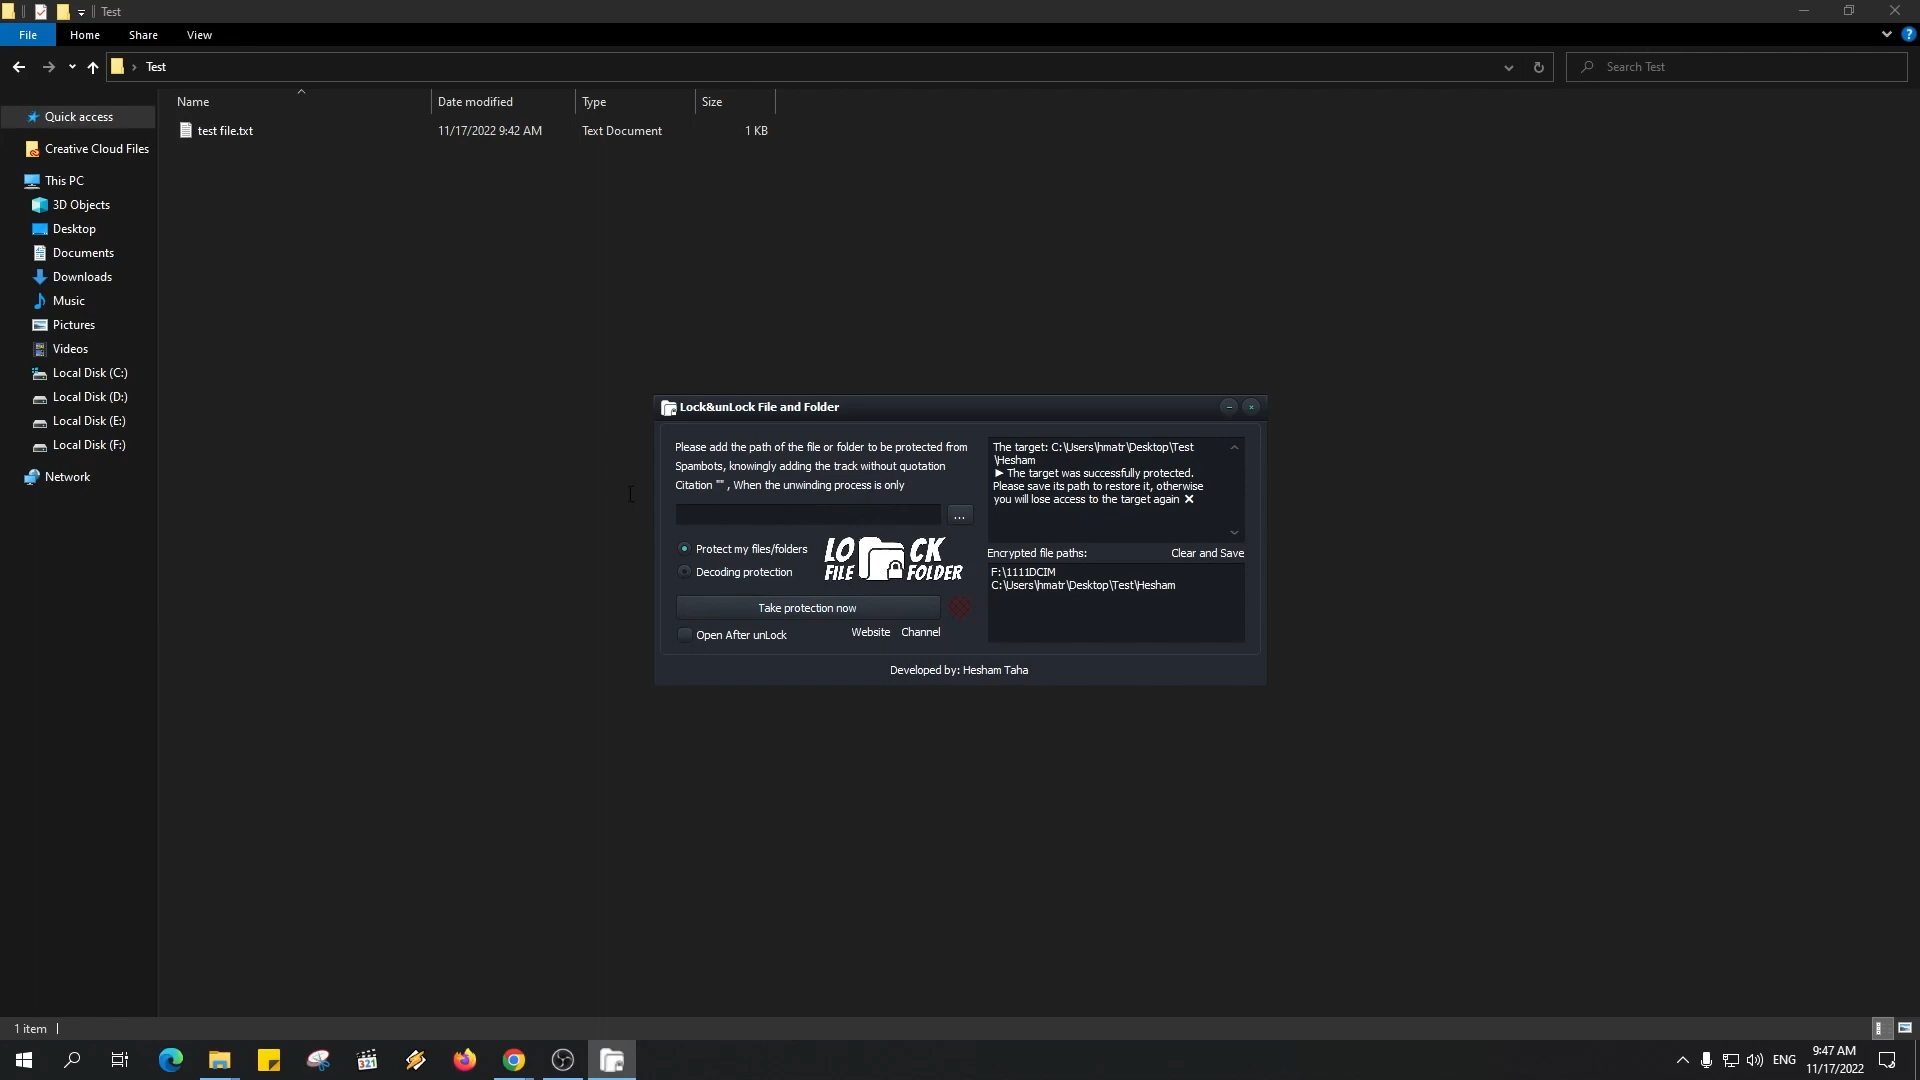 Test
File
Home
Share
View
?
Test
Search Test
Name
Date modified
Type
Size
test file.txt
11/17/2022 9:42 AM
Text Document
1 KB
Quick access
Creative Cloud Files
This PC
3D Objects
Desktop
Documents
Downloads
Music
Pictures
Videos
Local Disk (C:)
Local Disk (D:)
Local Disk (E:)
Local Disk (F:)
Network
Lock&unLock File and Folder
Please add the path of the file or folder to be protected from
Spambots, knowingly adding the track without quotation
Citation "" , When the unwinding process is only
...
Protect my files/folders
Decoding protection
LO CK
FILE FOLDER
Take protection now
Open After unLock
Website
Channel
The target: C:\Users\hmatr\Desktop\Test
\Hesham
► The target was successfully protected.
Please save its path to restore it, otherwise
you will lose access to the target again ✕
Encrypted file paths:
Clear and Save
F:\1111DCIM
C:\Users\hmatr\Desktop\Test\Hesham
Developed by: Hesham Taha
1 item
321
ENG
9:47 AM
11/17/2022